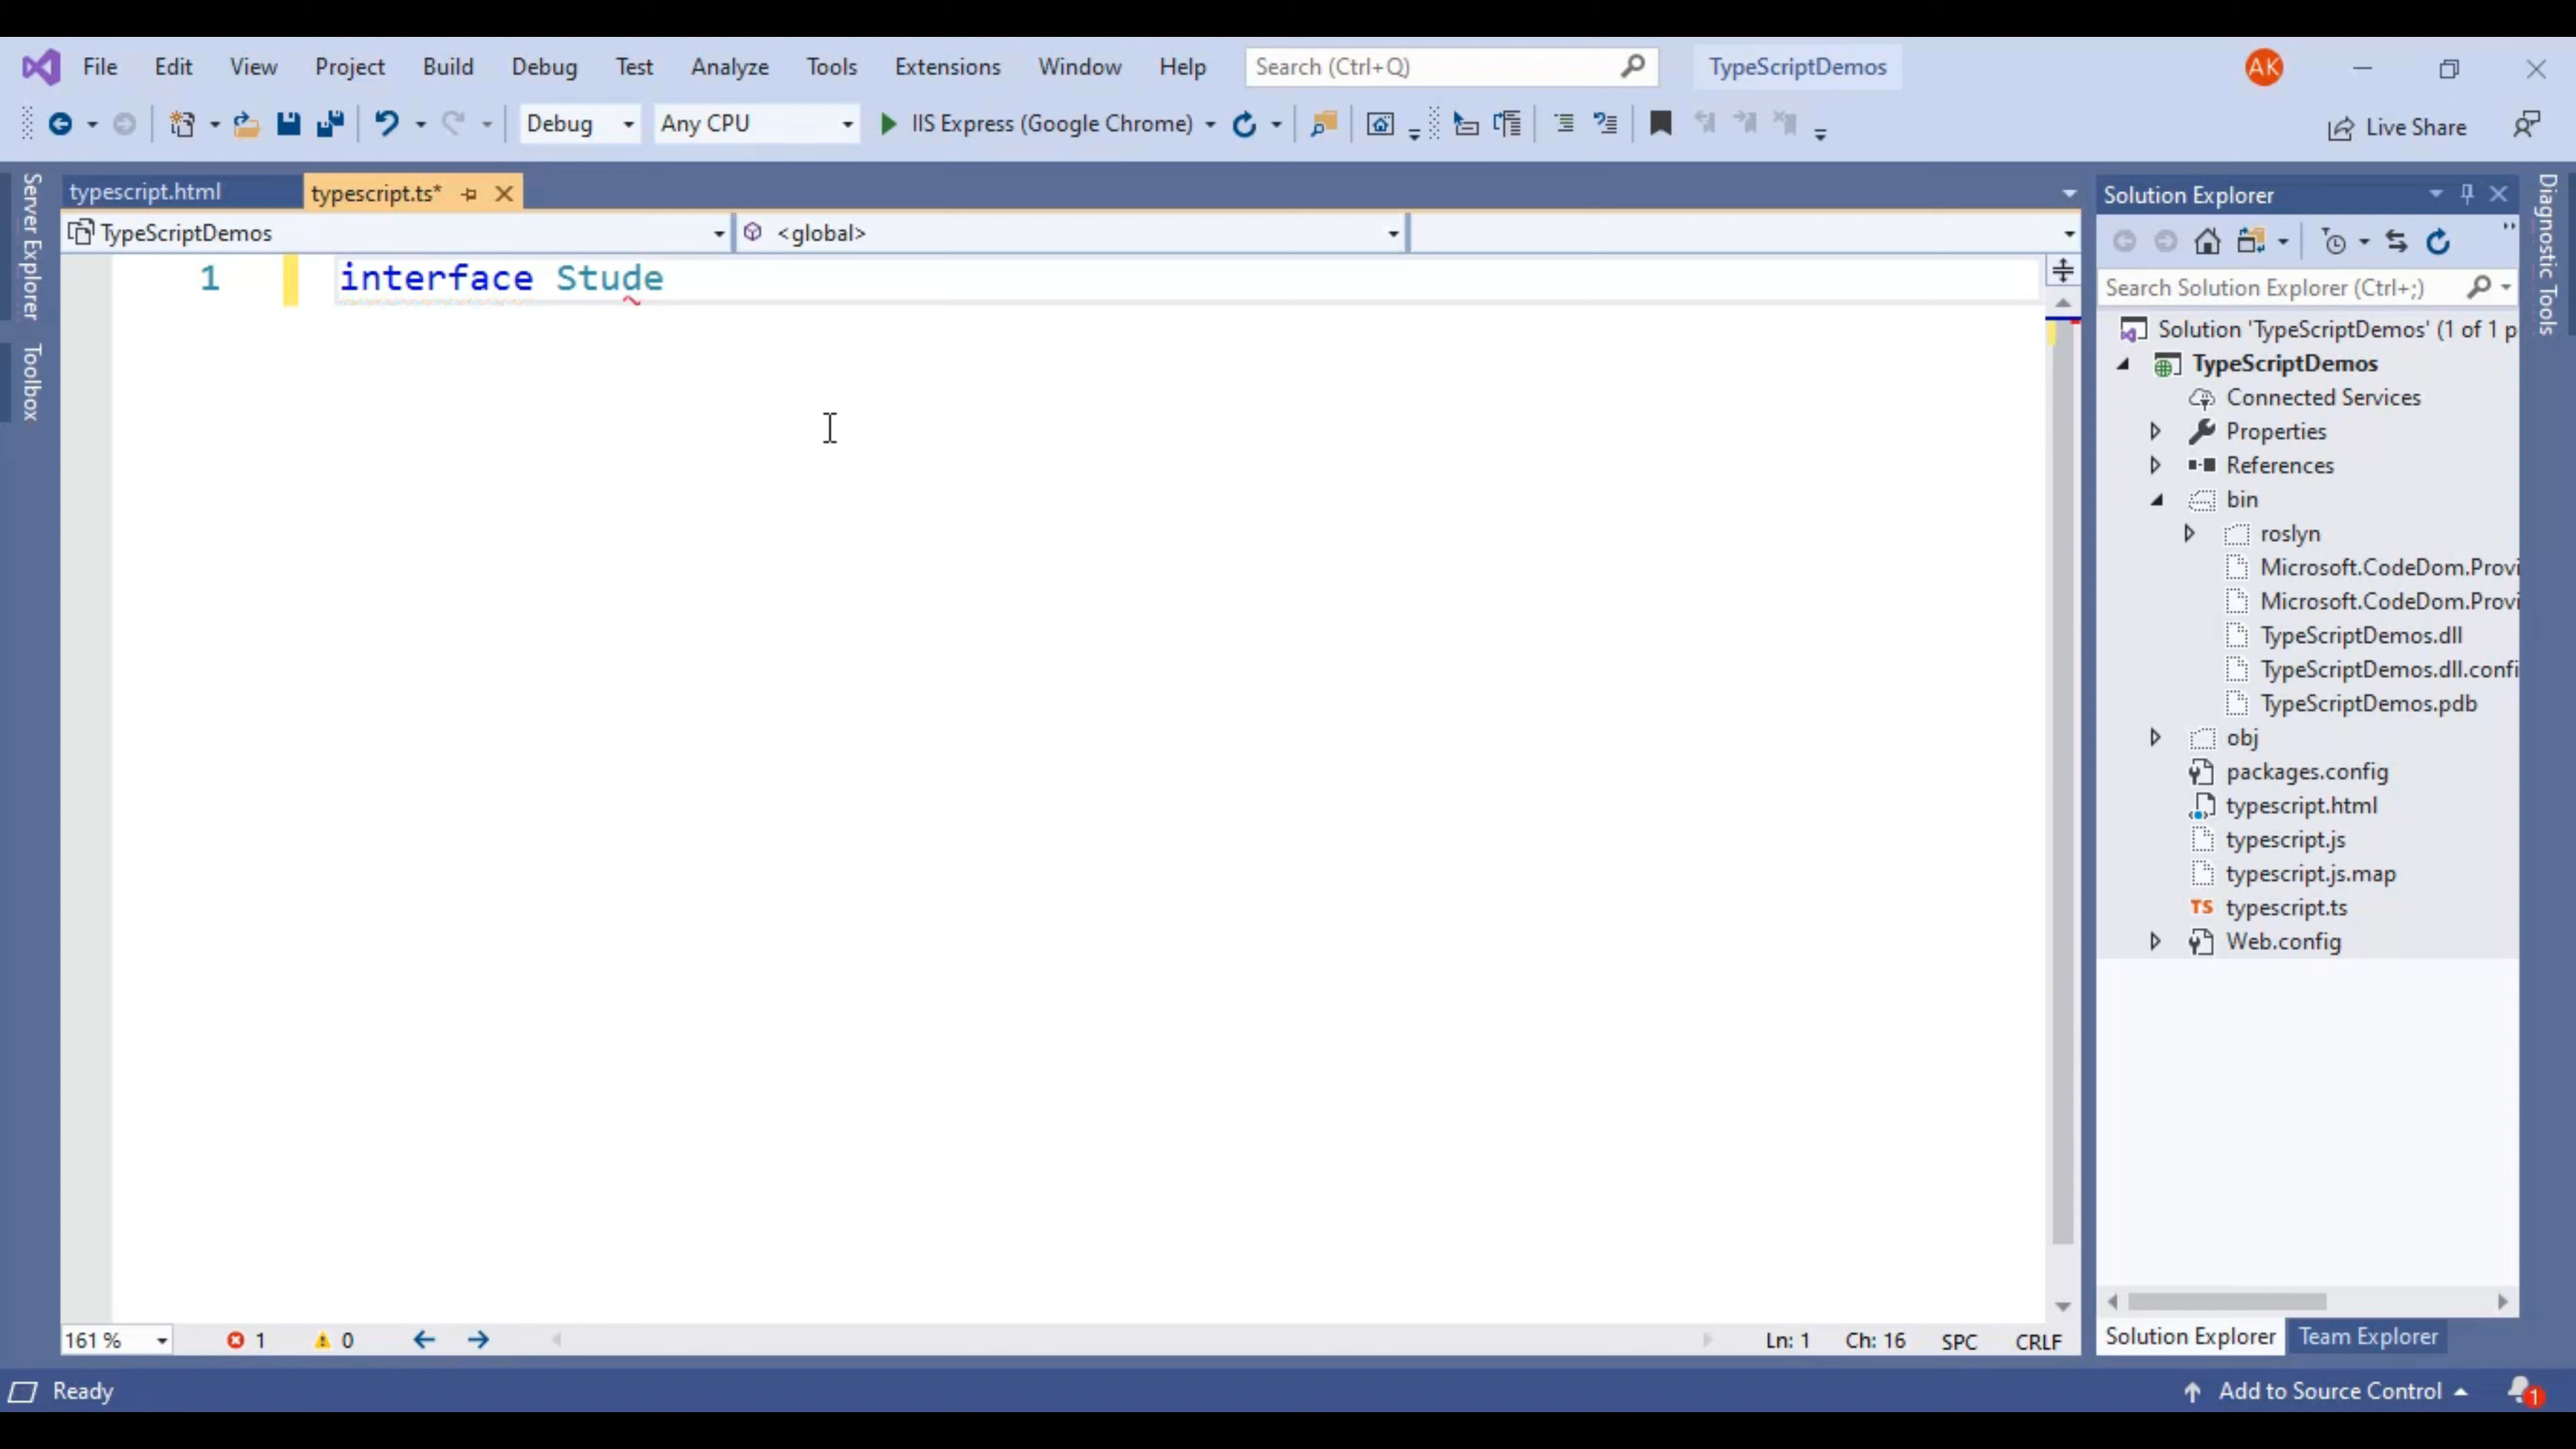 File Edit View Project Build Debug Test Analyze Tools Extensions Window Help Search (Ctrl+Q) TypeScriptDemos AK
Debug Any CPU IIS Express (Google Chrome) Live Share
Server Explorer
Toolbox
typescript.html typescript.ts*
TypeScriptDemos <global>
1 interface Stude
161 % 1 0 Ln: 1 Ch: 16 SPC CRLF
Solution Explorer
Search Solution Explorer (Ctrl+;)
Solution 'TypeScriptDemos' (1 of 1 p
TypeScriptDemos
Connected Services
Properties
References
bin
roslyn
Microsoft.CodeDom.Provi
Microsoft.CodeDom.Provi
TypeScriptDemos.dll
TypeScriptDemos.dll.confi
TypeScriptDemos.pdb
obj
packages.config
typescript.html
typescript.js
typescript.js.map
TS typescript.ts
Web.config
Solution Explorer Team Explorer
Diagnostic Tools
Ready Add to Source Control 1